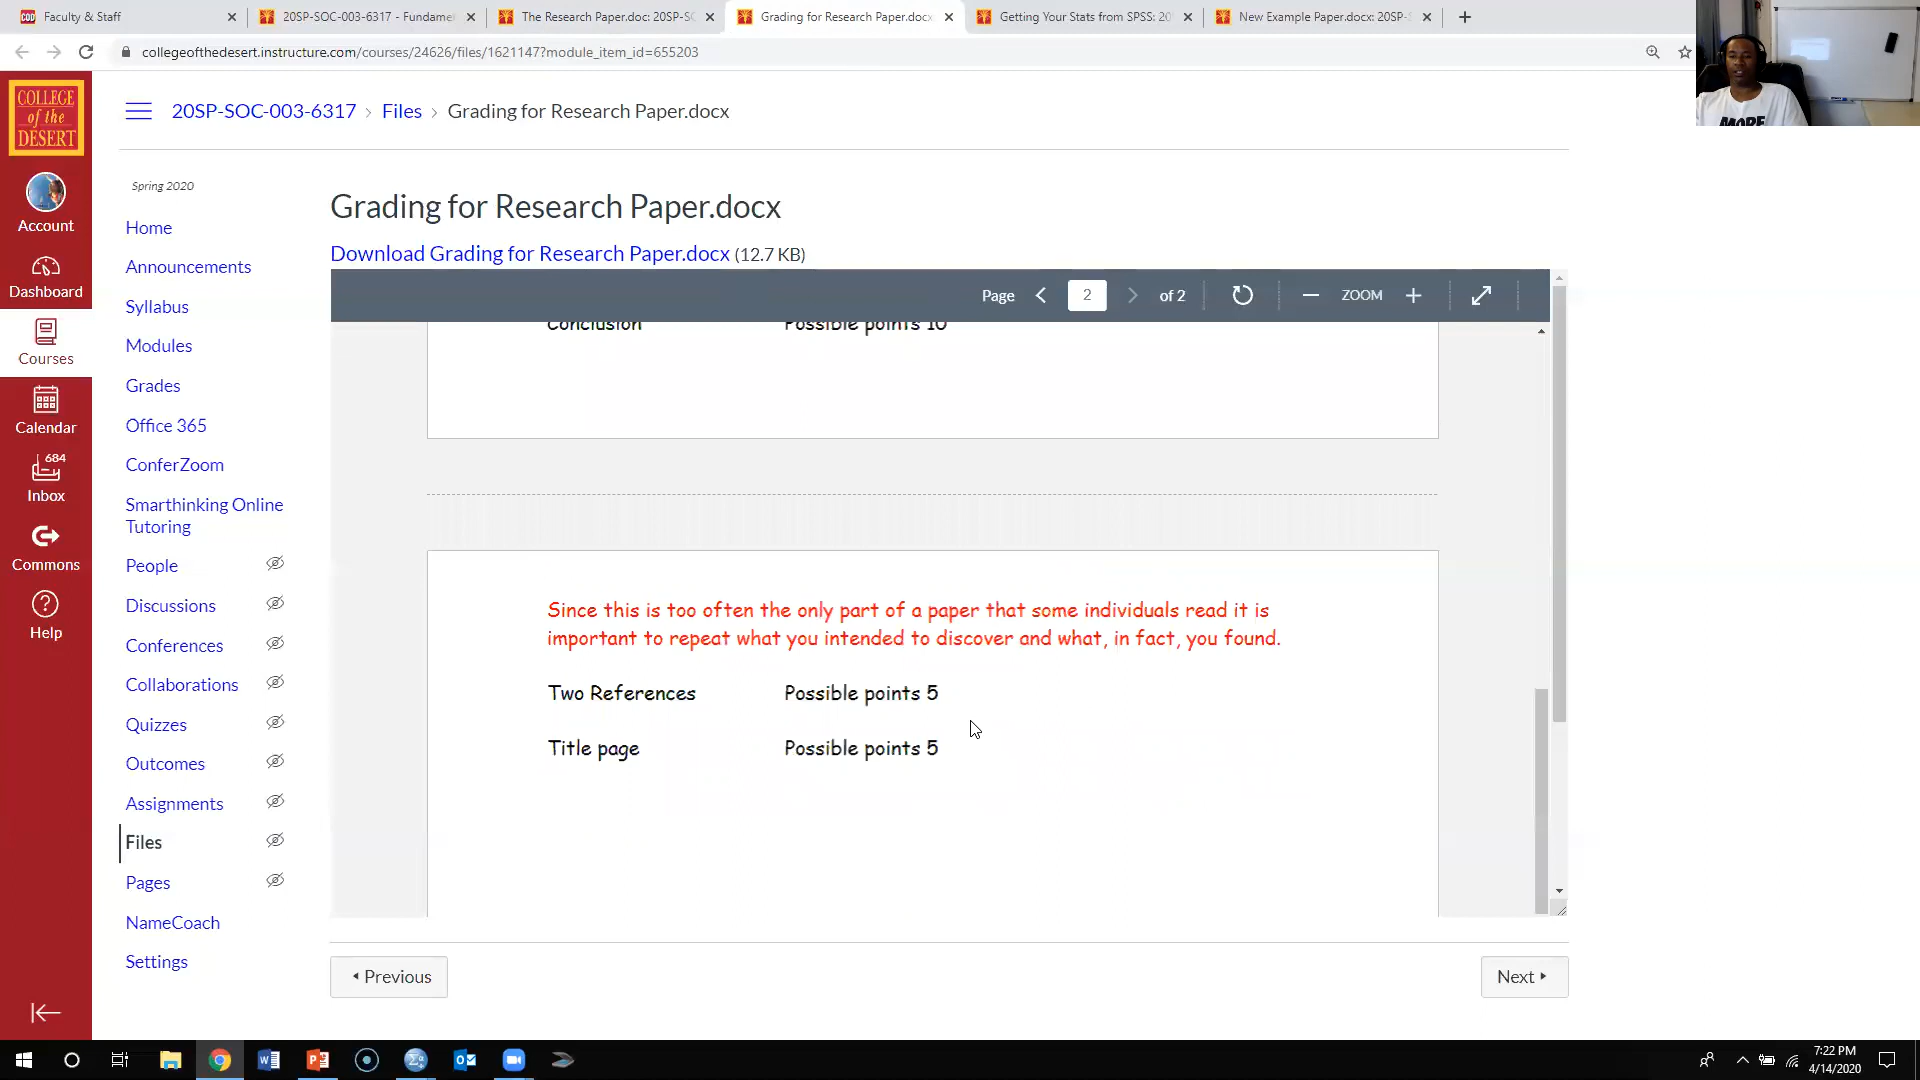 Faculty & Staff
20SP-SOC-003-6317 - Fundame
The Research Paper.doc: 20SP-SC
Grading for Research Paper.docx
Getting Your Stats from SPSS: 20
New Example Paper.docx: 20SP-
collegeofthedesert.instructure.com/courses/24626/files/1621147?module_item_id=655203
COLLEGE
of the
DESERT
Account
Dashboard
Courses
Calendar
684
Inbox
Commons
Help
20SP-SOC-003-6317 › Files › Grading for Research Paper.docx
Spring 2020
Home
Announcements
Syllabus
Modules
Grades
Office 365
ConferZoom
Smarthinking Online
Tutoring
People
Discussions
Conferences
Collaborations
Quizzes
Outcomes
Assignments
Files
Pages
NameCoach
Settings
Grading for Research Paper.docx
Download Grading for Research Paper.docx (12.7 KB)
Page 2 of 2 ZOOM
Conclusion Possible points 10
Since this is too often the only part of a paper that some individuals read it is
important to repeat what you intended to discover and what, in fact, you found.
Two References Possible points 5
Title page Possible points 5
Previous
Next
MORE
7:22 PM
4/14/2020